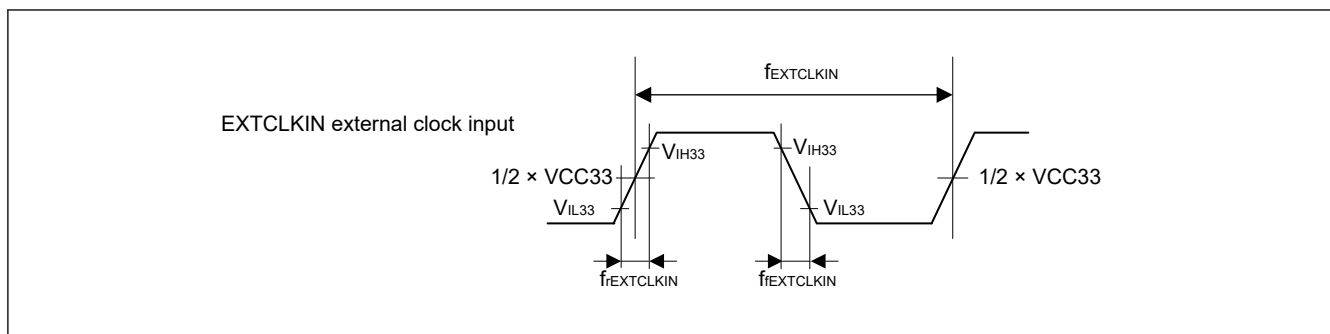 fEXTCLKIN
EXTCLKIN external clock input
VIH33 VIH33
1/2 × VCC33 1/2 × VCC33
VIL33 VIL33
frEXTCLKIN ffEXTCLKIN